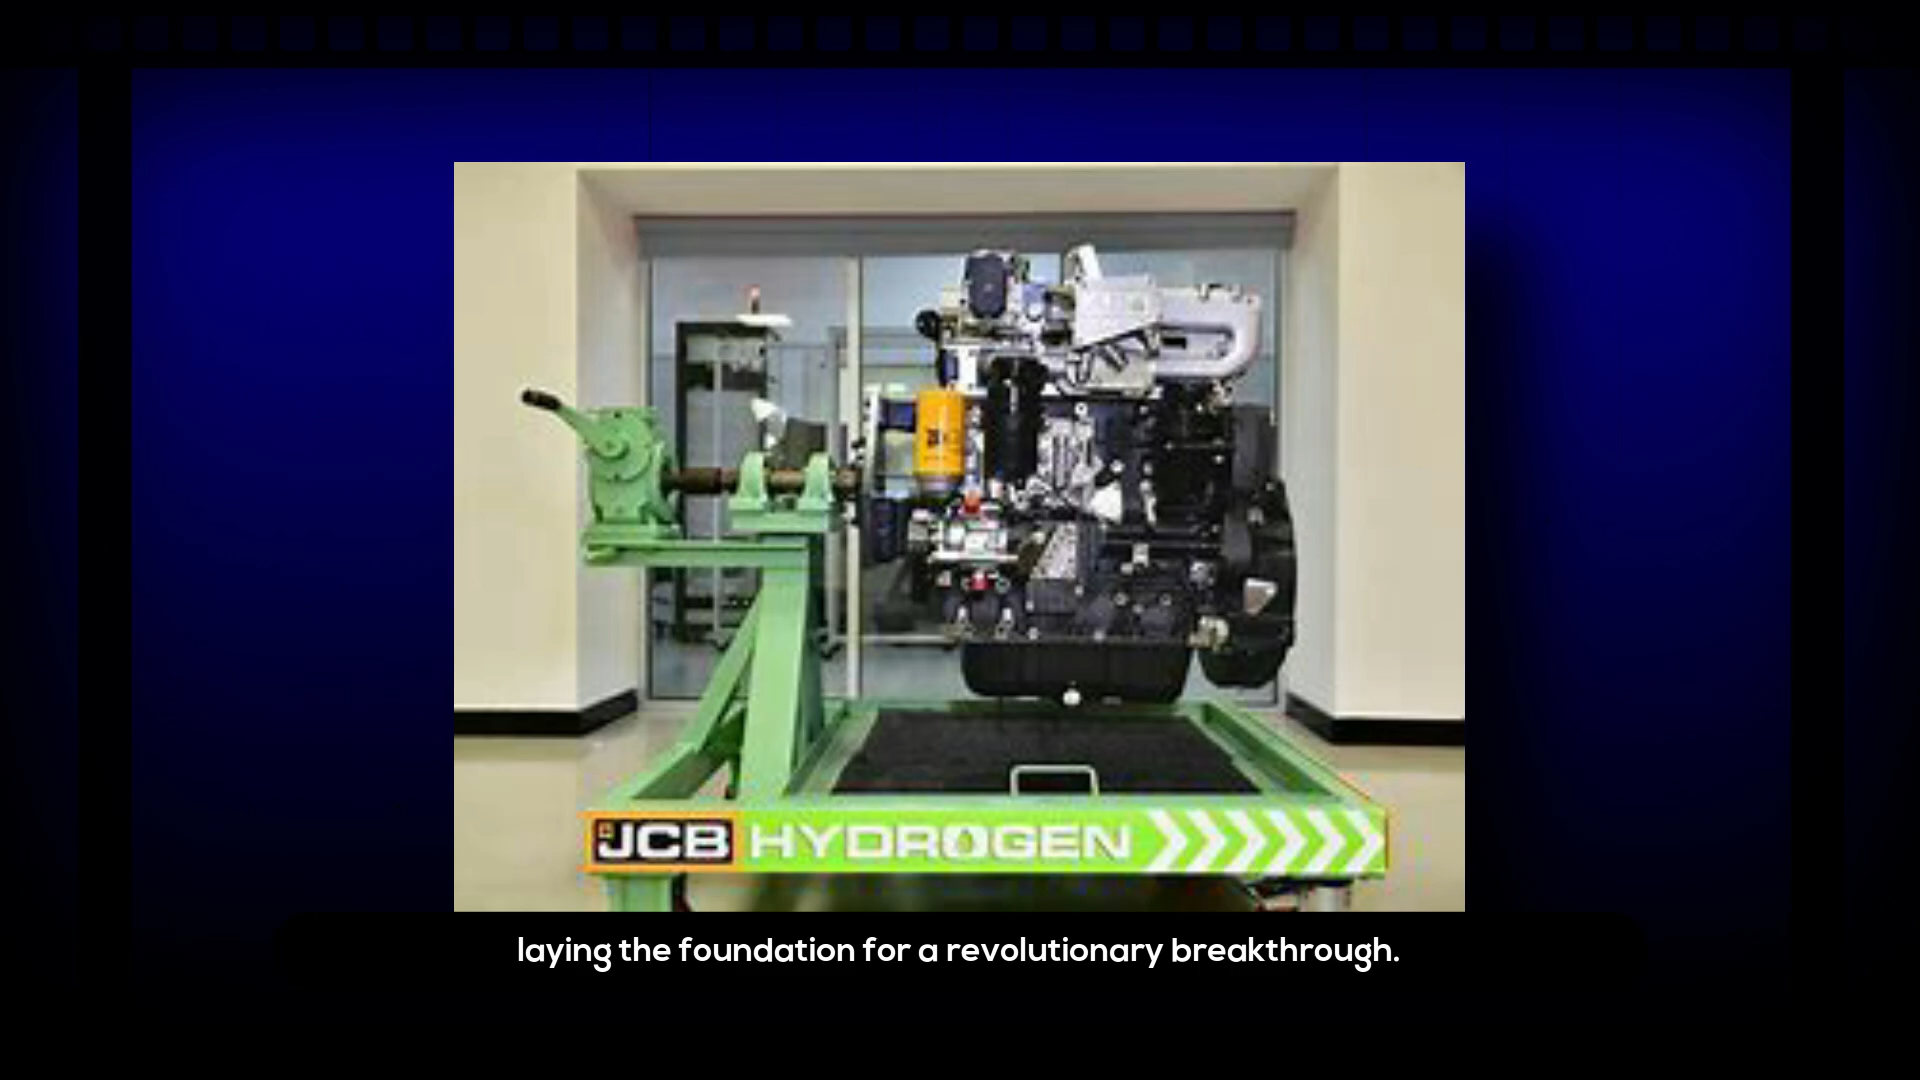 JCB HYDROGEN
laying the foundation for a revolutionary breakthrough.